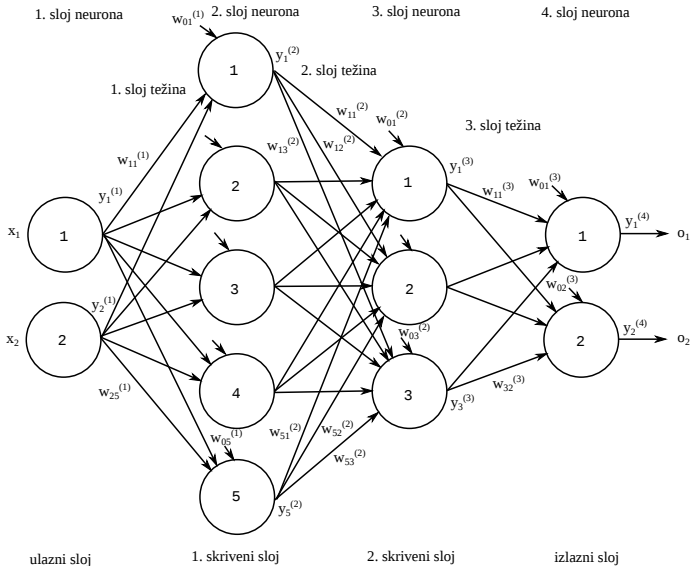 1. sloj neurona
2. sloj neurona
3. sloj neurona
4. sloj neurona
w₀₁⁽¹⁾
y₁⁽²⁾
1
2. sloj težina
1. sloj težina
w₁₁⁽²⁾
w₀₁⁽²⁾
3. sloj težina
w₁₃⁽²⁾
w₁₂⁽²⁾
w₁₁⁽¹⁾
y₁⁽³⁾
2
1
w₀₁⁽³⁾
w₁₁⁽³⁾
y₁⁽¹⁾
x₁
1
y₁⁽⁴⁾
1
o₁
3
2
w₀₂⁽³⁾
y₂⁽¹⁾
x₂
2
w₀₃⁽²⁾
y₂⁽⁴⁾
2
o₂
w₂₅⁽¹⁾
4
3
y₃⁽³⁾
w₃₂⁽³⁾
w₀₅⁽¹⁾
w₅₁⁽²⁾
w₅₂⁽²⁾
w₅₃⁽²⁾
5
y₅⁽²⁾
ulazni sloj
1. skriveni sloj
2. skriveni sloj
izlazni sloj